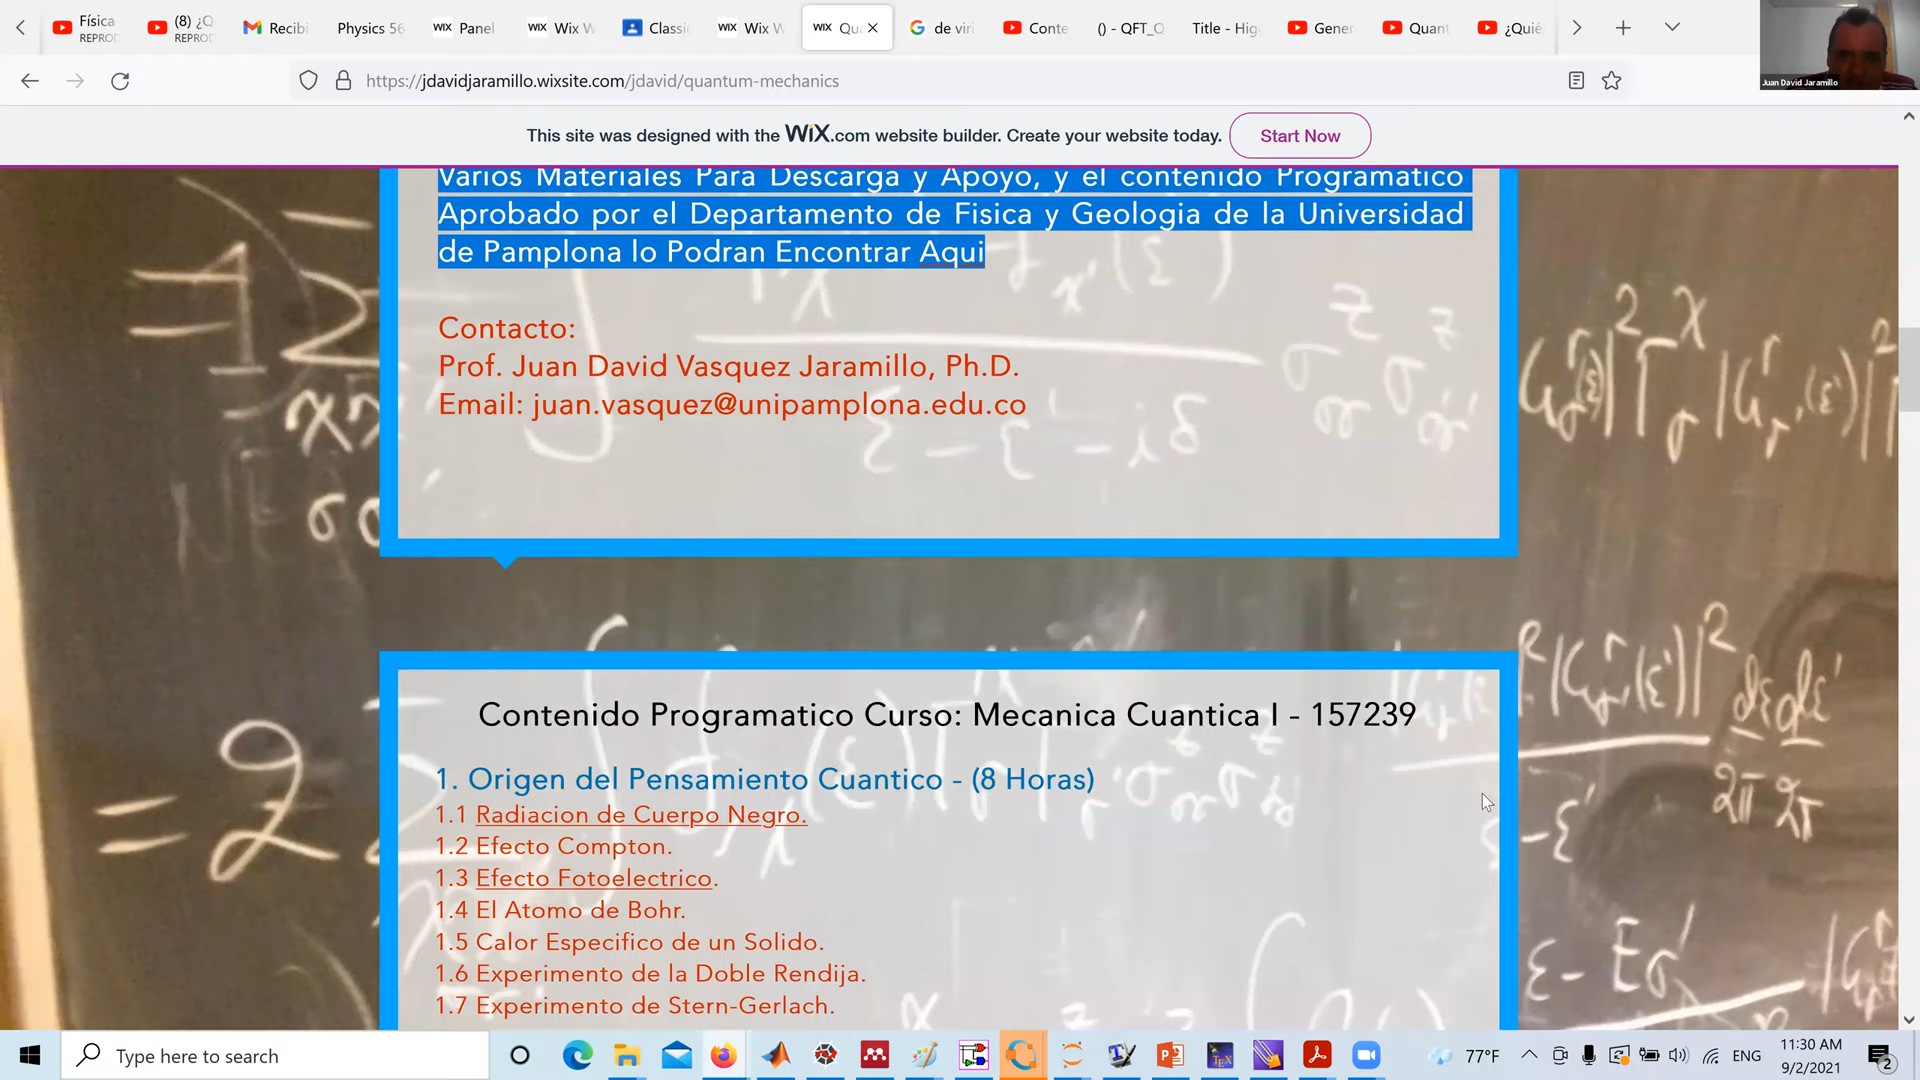 Física
REPROD
(8) ¿Q
REPROD
Recibi
Physics 56
WiX Panel
WiX Wix W
Classi
WiX Wix W
WiX Qua
de viri
Conte
() - QFT_Q
Title - Hig
Gener
Quant
¿Quié
https://jdavidjaramillo.wixsite.com/jdavid/quantum-mechanics
Juan David Jaramillo
This site was designed with the WiX.com website builder. Create your website today.
Start Now
Varios Materiales Para Descarga y Apoyo, y el contenido Programatico
Aprobado por el Departamento de Fisica y Geologia de la Universidad
de Pamplona lo Podran Encontrar Aqui
Contacto:
Prof. Juan David Vasquez Jaramillo, Ph.D.
Email: juan.vasquez@unipamplona.edu.co
Contenido Programatico Curso: Mecanica Cuantica I - 157239
1. Origen del Pensamiento Cuantico - (8 Horas)
1.1 Radiacion de Cuerpo Negro.
1.2 Efecto Compton.
1.3 Efecto Fotoelectrico.
1.4 El Atomo de Bohr.
1.5 Calor Especifico de un Solido.
1.6 Experimento de la Doble Rendija.
1.7 Experimento de Stern-Gerlach.
Type here to search
77°F
ENG
11:30 AM
9/2/2021
2